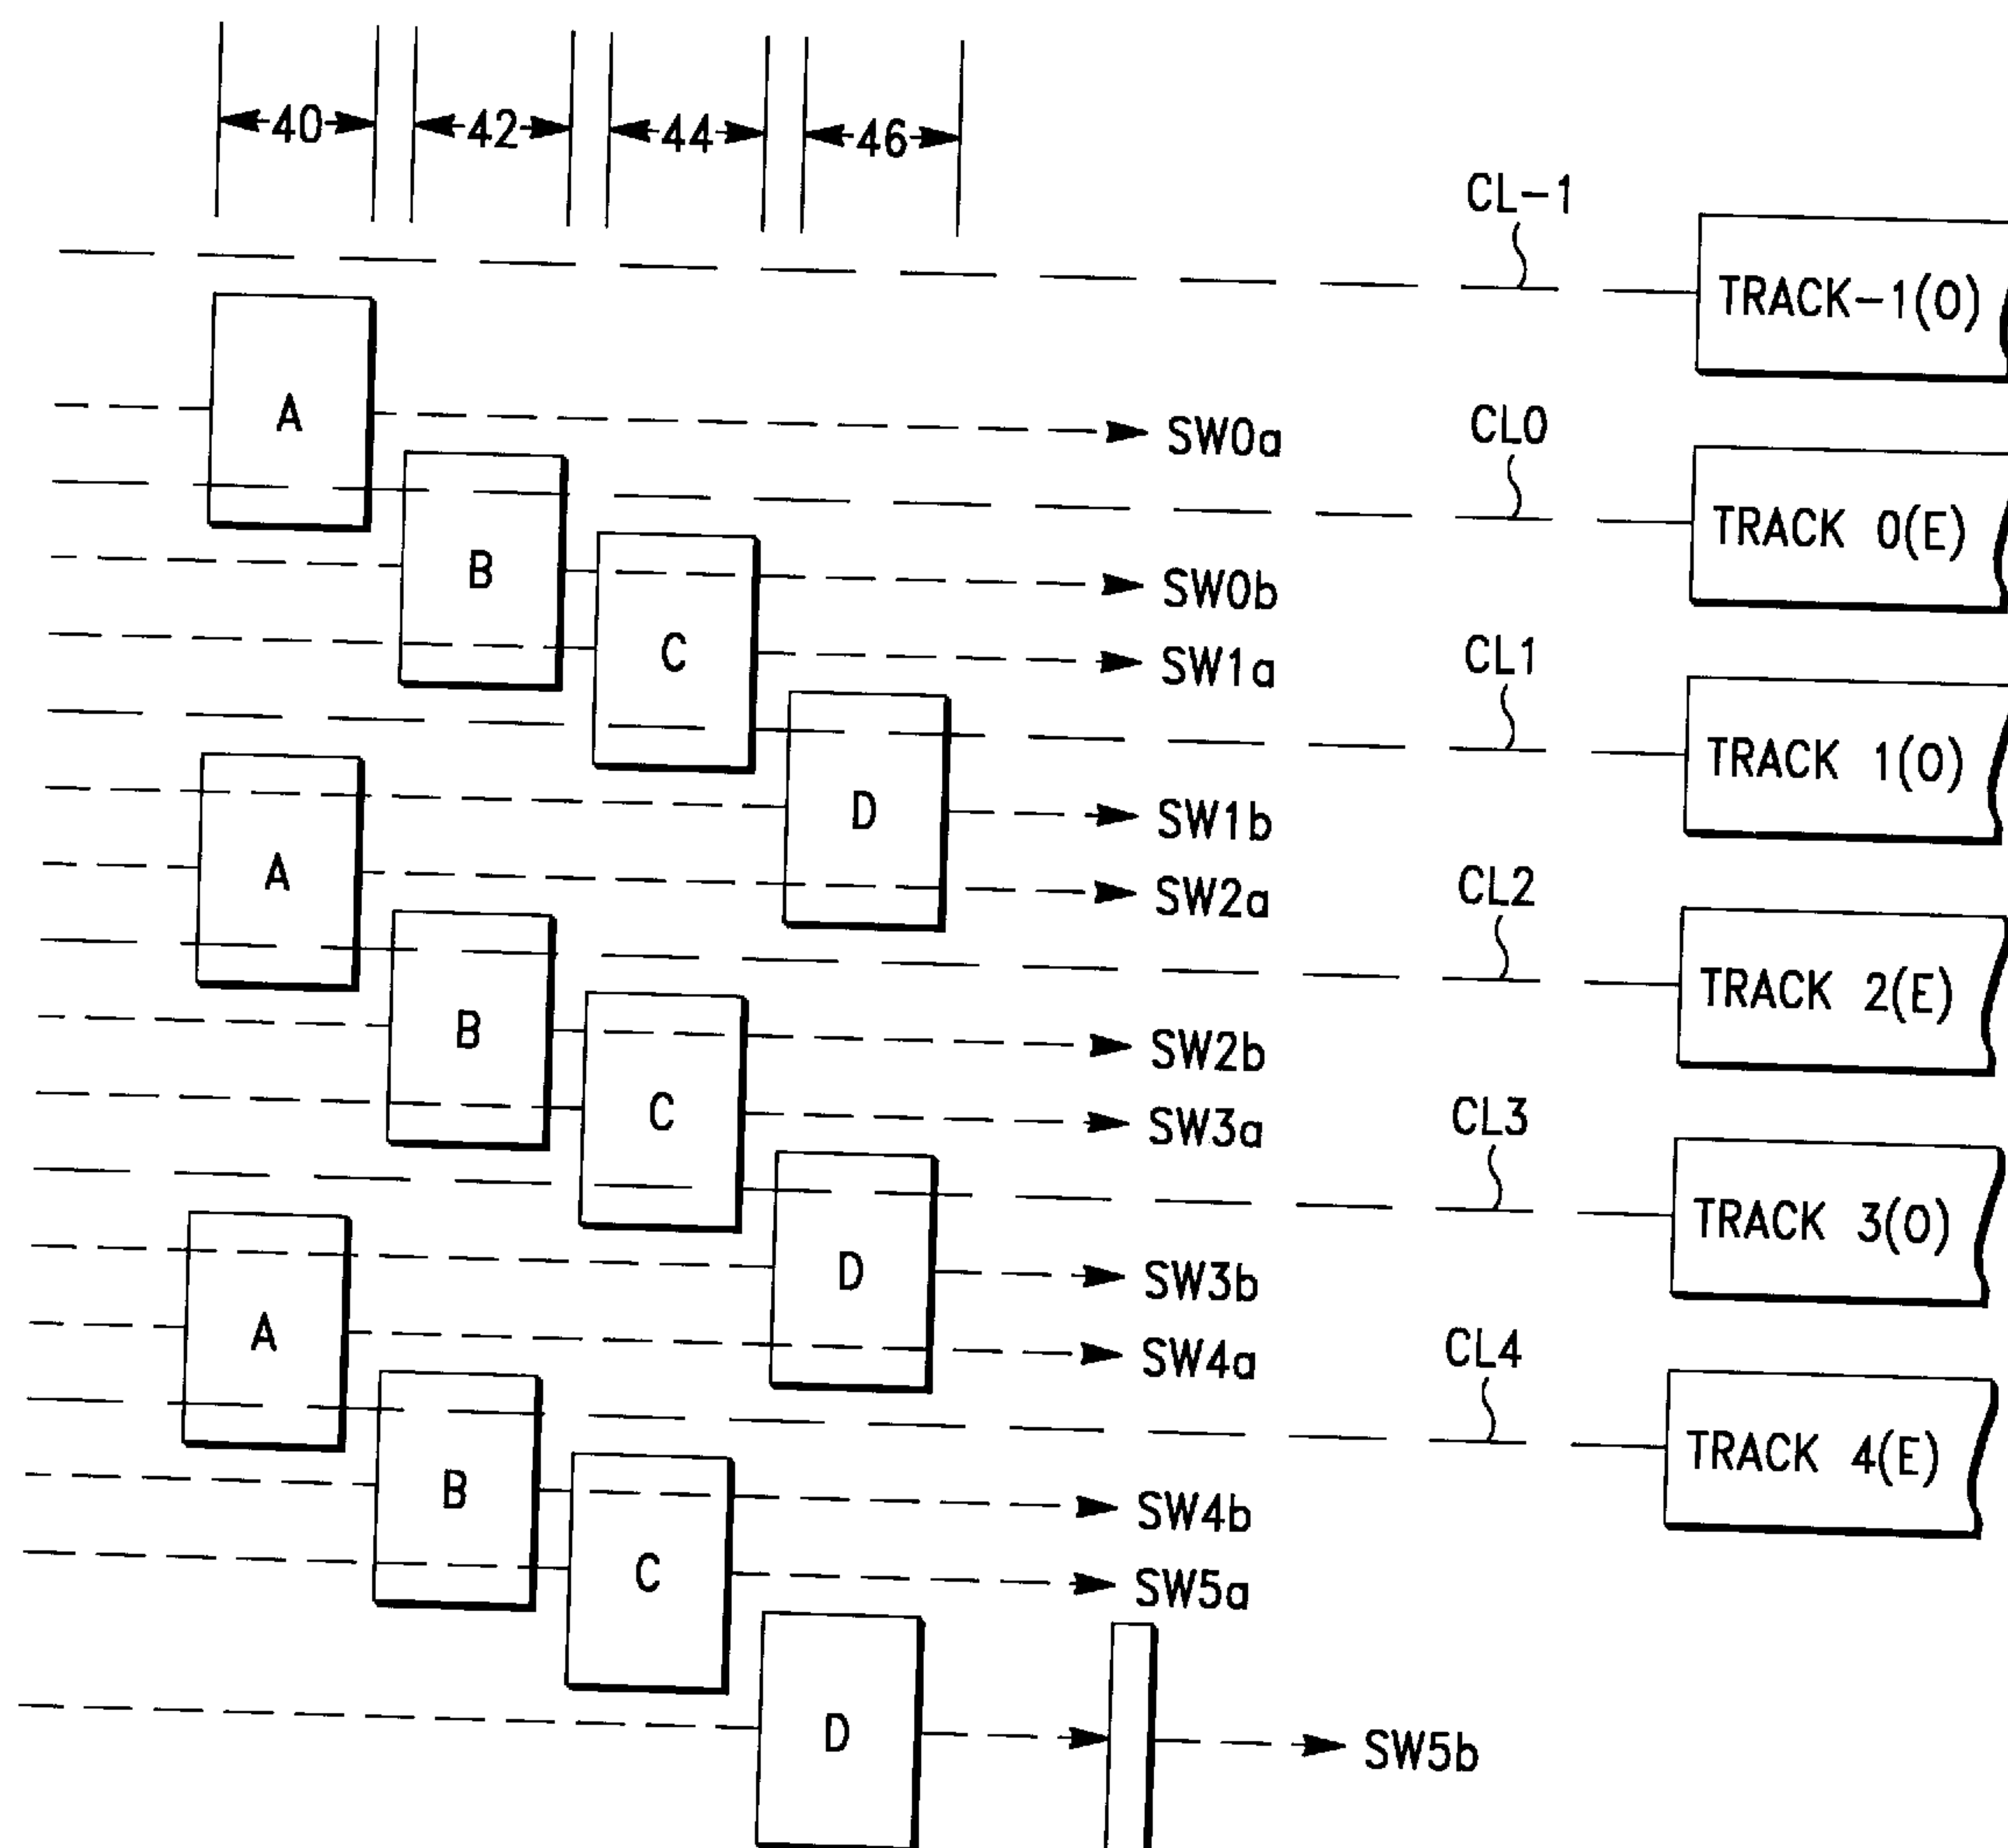 40 42 44 46
CL-1
TRACK-1(O)
A
SW0a
CL0
TRACK 0(E)
B
SW0b
C
SW1a
CL1
TRACK 1(O)
D
SW1b
A
SW2a
CL2
TRACK 2(E)
B
SW2b
C
SW3a
CL3
TRACK 3(O)
D
SW3b
A
SW4a
CL4
TRACK 4(E)
B
SW4b
C
SW5a
D
SW5b